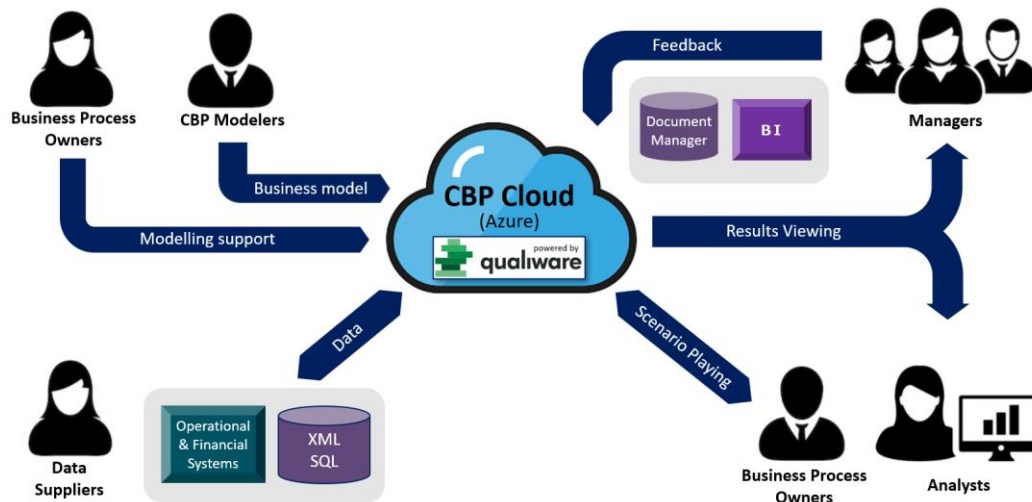 Feedback
Business Process
Owners
CBP Modelers
Document
Manager
BI
Managers
Business model
CBP Cloud
(Azure)
powered by
qualiware
Modelling support
Results Viewing
Data
Scenario Playing
Operational
& Financial
Systems
XML
SQL
Data
Suppliers
Business Process
Owners
Analysts